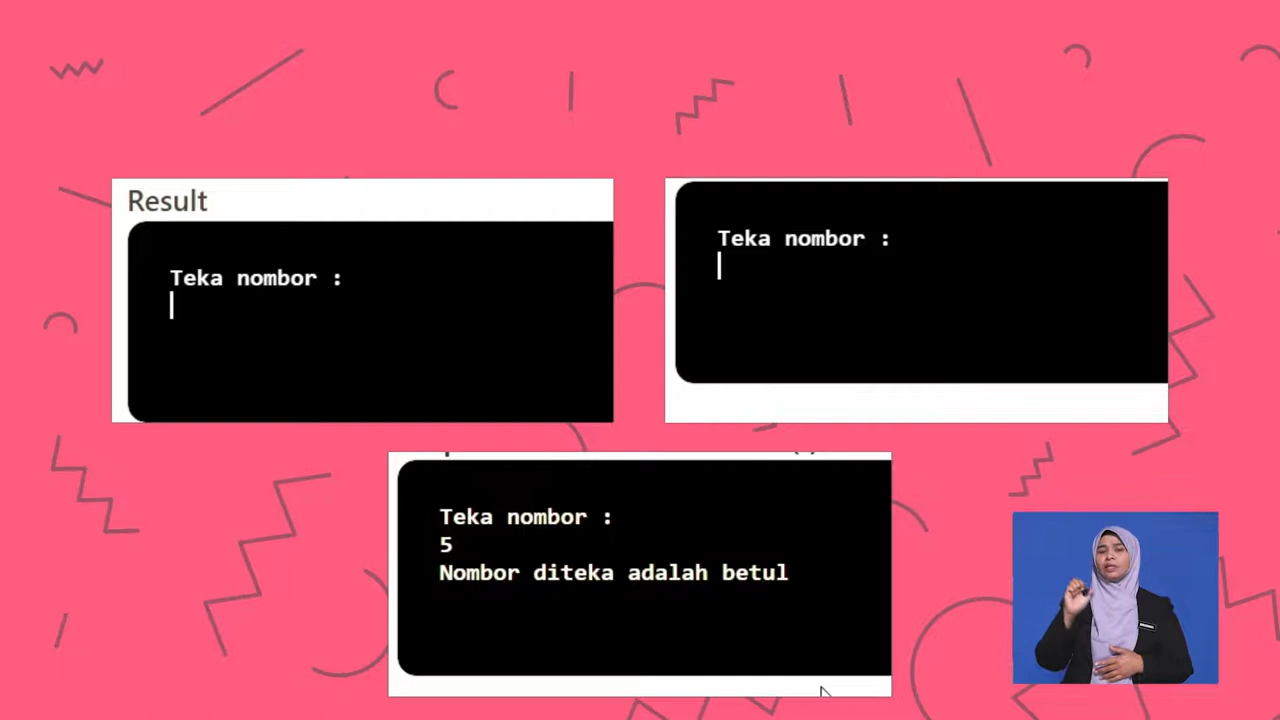 Result
Teka nombor :
Teka nombor :
Teka nombor :
5
Nombor diteka adalah betul